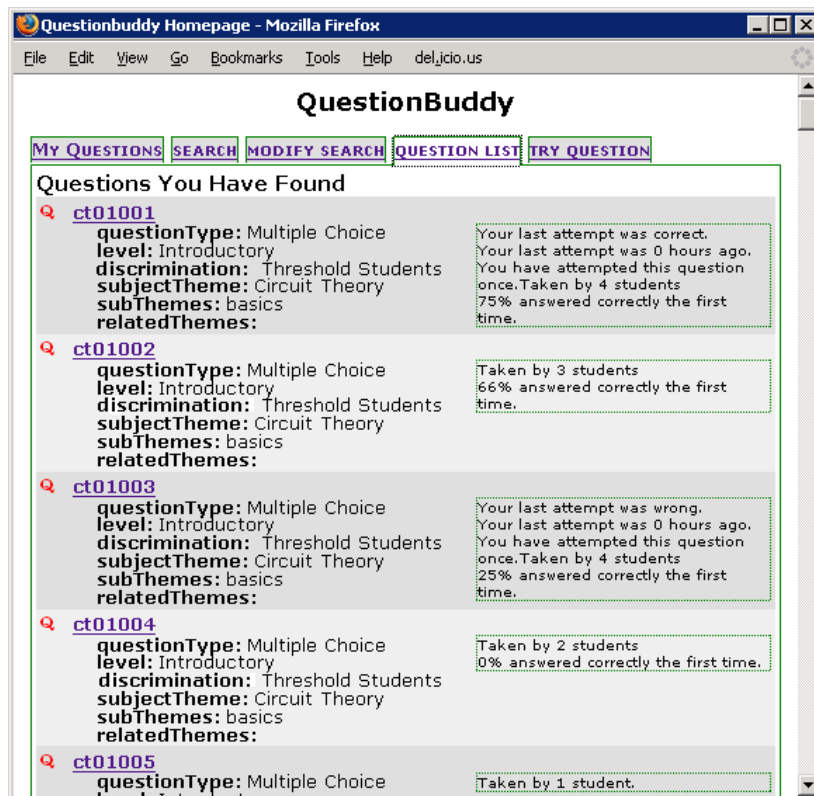 Questionbuddy Homepage - Mozilla Firefox
File Edit View Go Bookmarks Tools Help del.icio.us
QuestionBuddy
MY QUESTIONS SEARCH MODIFY SEARCH QUESTION LIST TRY QUESTION
Questions You Have Found
Q ct01001
questionType: Multiple Choice
level: Introductory
discrimination: Threshold Students
subjectTheme: Circuit Theory
subThemes: basics
relatedThemes:
Your last attempt was correct.
Your last attempt was 0 hours ago.
You have attempted this question
once.Taken by 4 students
75% answered correctly the first
time.
Q ct01002
questionType: Multiple Choice
level: Introductory
discrimination: Threshold Students
subjectTheme: Circuit Theory
subThemes: basics
relatedThemes:
Taken by 3 students
66% answered correctly the first
time.
Q ct01003
questionType: Multiple Choice
level: Introductory
discrimination: Threshold Students
subjectTheme: Circuit Theory
subThemes: basics
relatedThemes:
Your last attempt was wrong.
Your last attempt was 0 hours ago.
You have attempted this question
once.Taken by 4 students
25% answered correctly the first
time.
Q ct01004
questionType: Multiple Choice
level: Introductory
discrimination: Threshold Students
subjectTheme: Circuit Theory
subThemes: basics
relatedThemes:
Taken by 2 students
0% answered correctly the first time.
Q ct01005
questionType: Multiple Choice
Taken by 1 student.